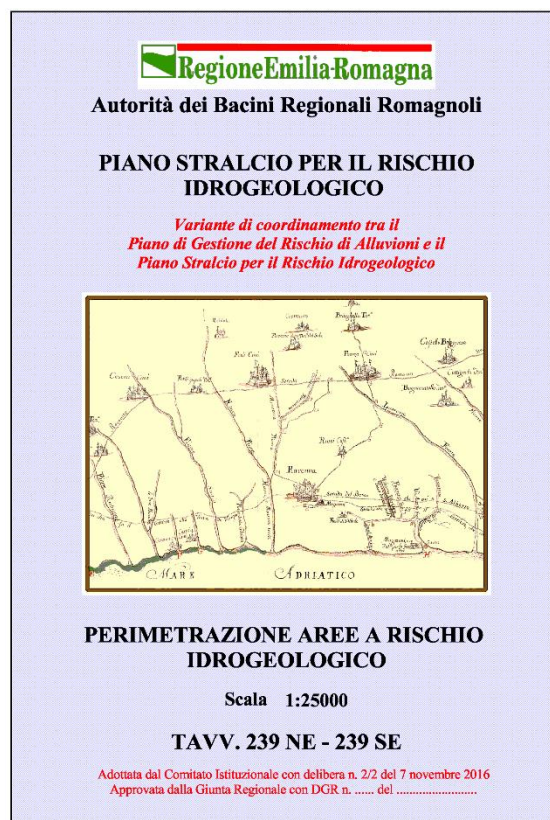 RegioneEmilia-Romagna
Autorità dei Bacini Regionali Romagnoli
PIANO STRALCIO PER IL RISCHIO
IDROGEOLOGICO
Variante di coordinamento tra il
Piano di Gestione del Rischio di Alluvioni e il
Piano Stralcio per il Rischio Idrogeologico
Ravenna
MARE ADRIATICO
PERIMETRAZIONE AREE A RISCHIO
IDROGEOLOGICO
Scala 1:25000
TAVV. 239 NE - 239 SE
Adottata dal Comitato Istituzionale con delibera n. 2/2 del 7 novembre 2016
Approvata dalla Giunta Regionale con DGR n. ...... del .........................